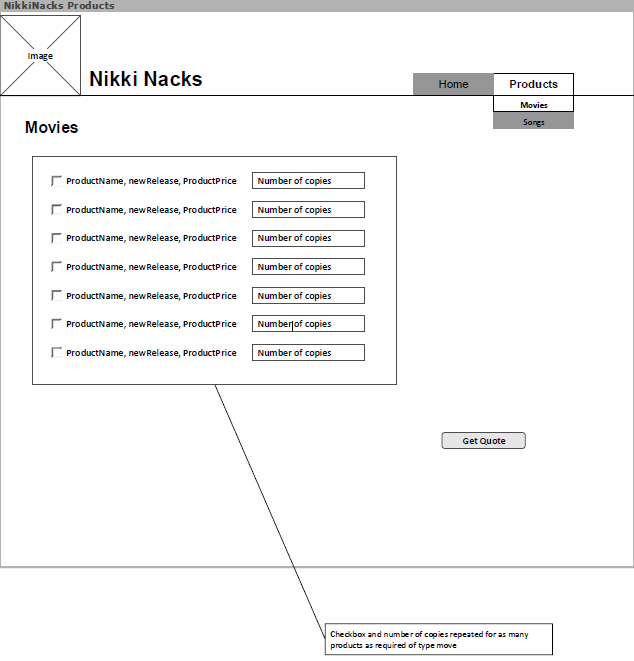 NikkiNacks Products
Image
Nikki Nacks
Home
Products
Movies
Songs
Movies
ProductName, newRelease, ProductPrice Number of copies
ProductName, newRelease, ProductPrice Number of copies
ProductName, newRelease, ProductPrice Number of copies
ProductName, newRelease, ProductPrice Number of copies
ProductName, newRelease, ProductPrice Number of copies
ProductName, newRelease, ProductPrice Number of copies
ProductName, newRelease, ProductPrice Number of copies
Get Quote
Checkbox and number of copies repeated for as many
products as required of type move